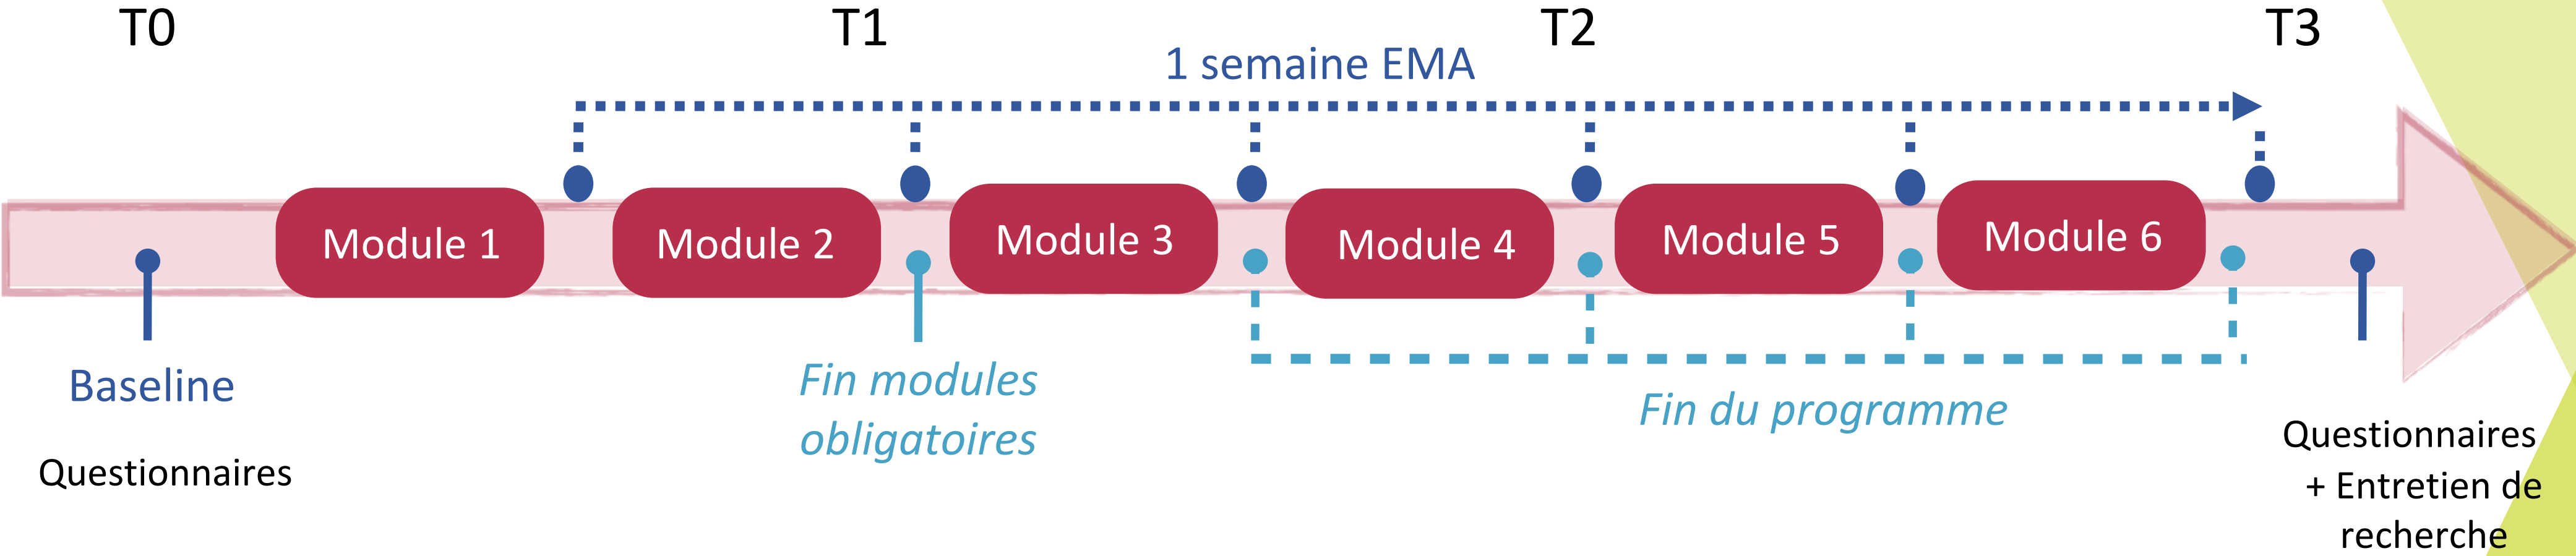 T0
T1
T2
T3
1 semaine EMA
Module 1
Module 2
Module 3
Module 4
Module 5
Module 6
Baseline
Questionnaires
Fin modules
obligatoires
Fin du programme
Questionnaires
+ Entretien de
recherche